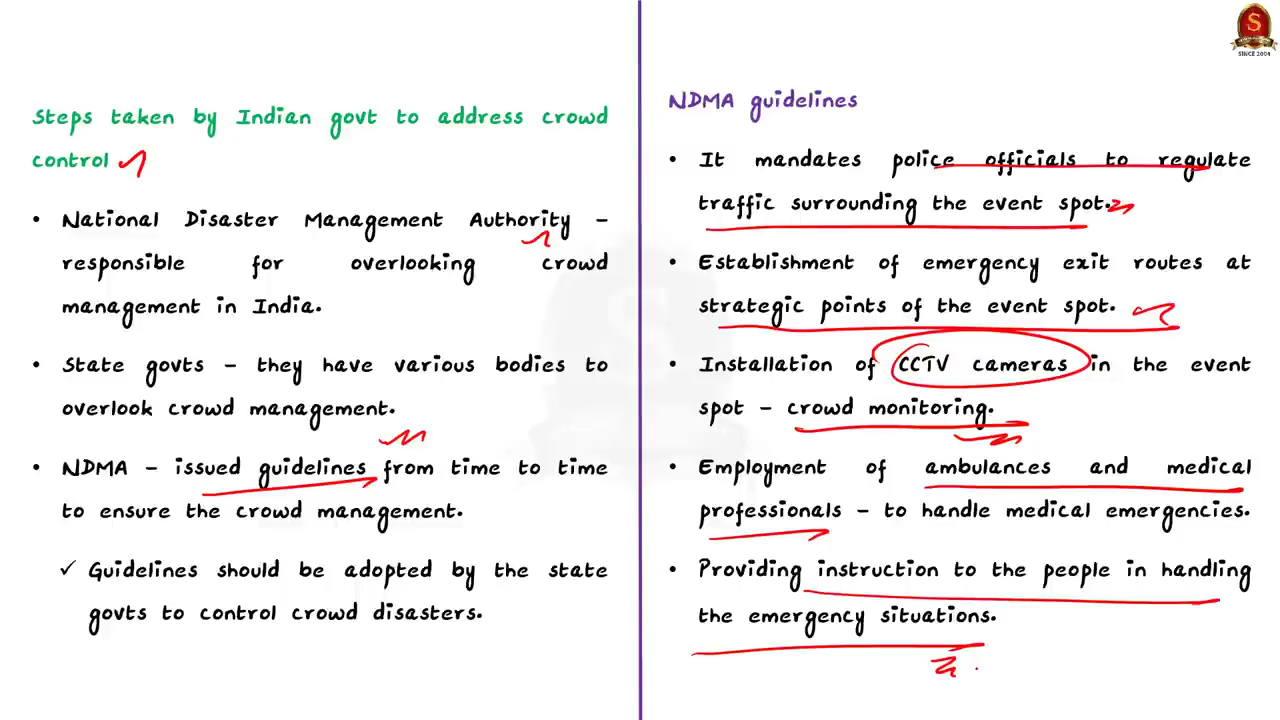 Steps taken by Indian govt to address crowd
control
• National Disaster Management Authority –
responsible for overlooking crowd
management in India.
• State govts – they have various bodies to
overlook crowd management.
• NDMA – issued guidelines from time to time
to ensure the crowd management.
✓ Guidelines should be adopted by the state
govts to control crowd disasters.
NDMA guidelines
• It mandates police officials to regulate
traffic surrounding the event spot.
• Establishment of emergency exit routes at
strategic points of the event spot.
• Installation of CCTV cameras in the event
spot – crowd monitoring.
• Employment of ambulances and medical
professionals – to handle medical emergencies.
• Providing instruction to the people in handling
the emergency situations.
S
SINCE 2004